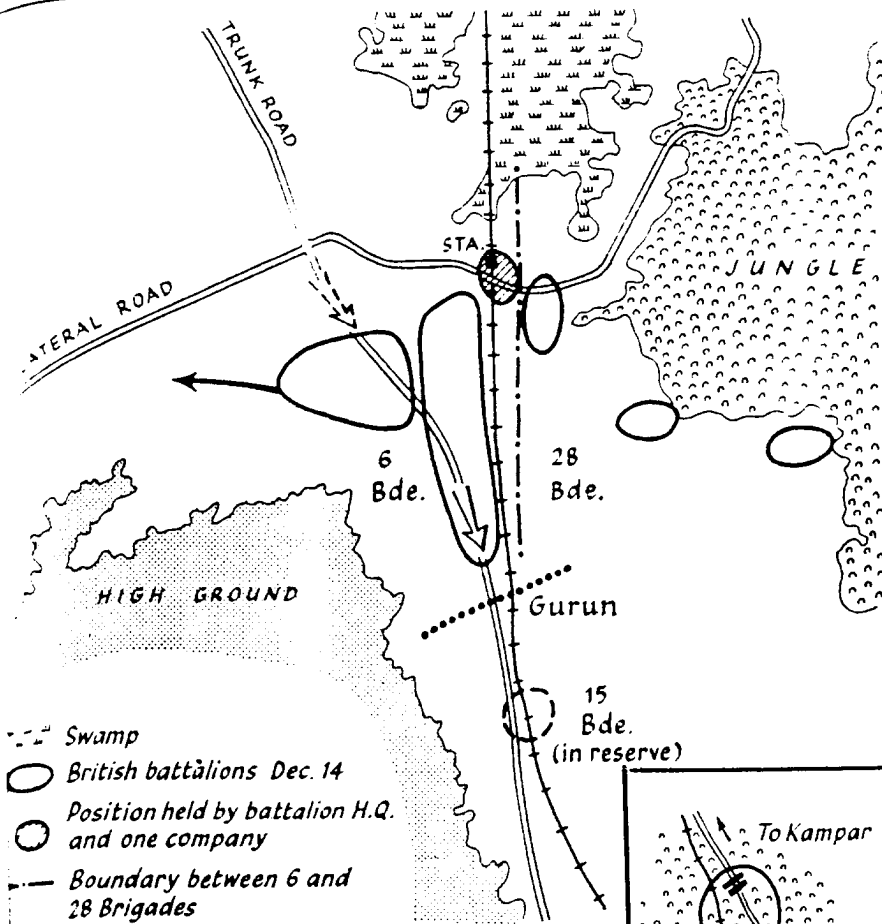 TRUNK ROAD
STA.
JUNGLE
ATERAL ROAD
6
Bde.
28
Bde.
HIGH GROUND
Gurun
15
Bde.
(in reserve)
Swamp
British battalions Dec. 14
Position held by battalion H.Q.
and one company
Boundary between 6 and
28 Brigades
To Kampar